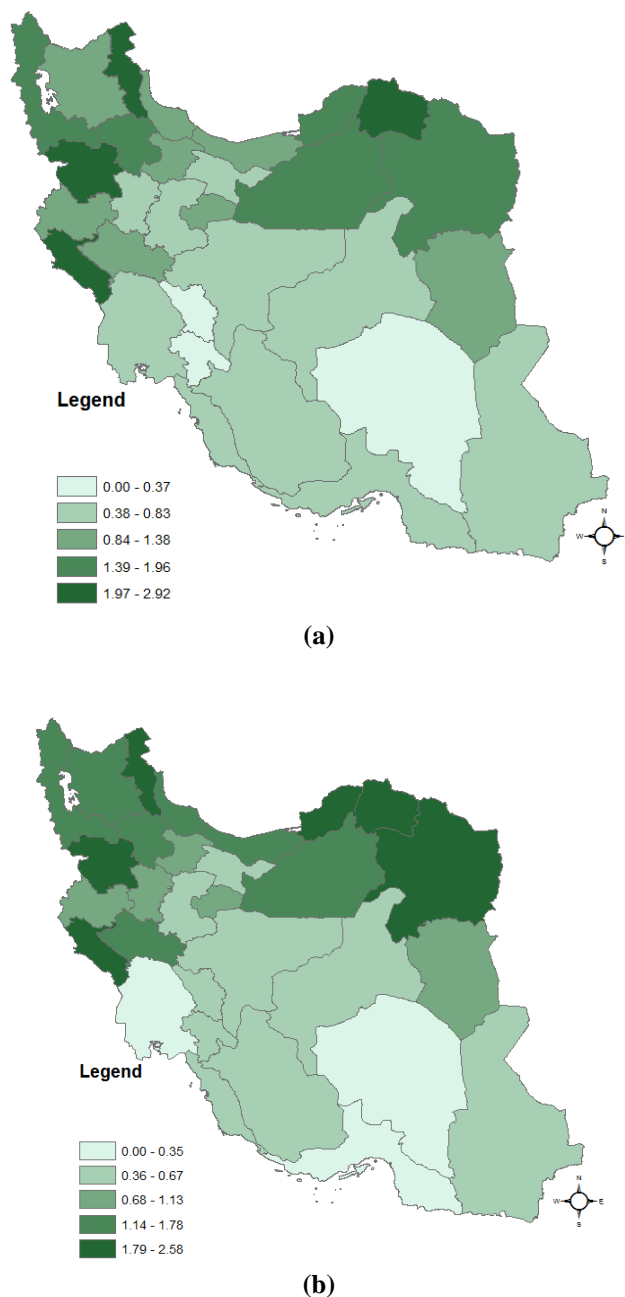 N
W
S
Legend
0.00 - 0.37
0.38 - 0.83
0.84 - 1.38
1.39 - 1.96
1.97 - 2.92
(a)
N
W E
S
Legend
0.00 - 0.35
0.36 - 0.67
0.68 - 1.13
1.14 - 1.78
1.79 - 2.58
(b)